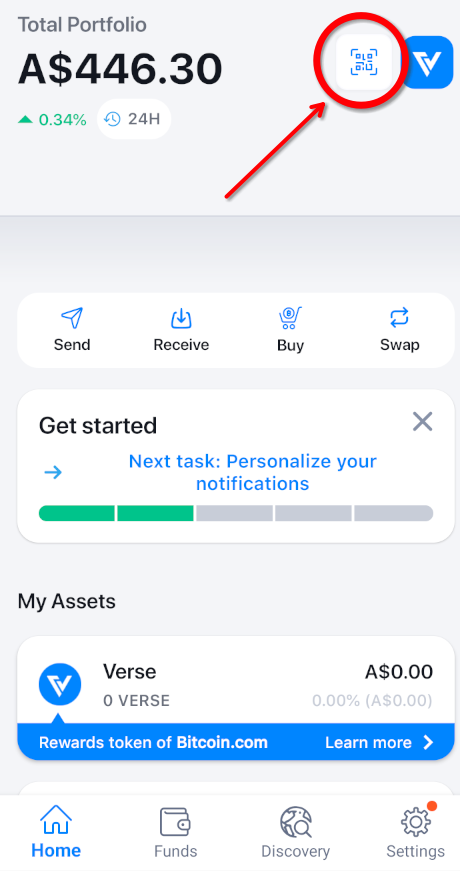 Total Portfolio
A$446.30
0.34% 24H
Send Receive Buy Swap
Get started
Next task: Personalize your
notifications
My Assets
Verse A$0.00
0 VERSE 0.00% (A$0.00)
Rewards token of Bitcoin.com Learn more
Home Funds Discovery Settings